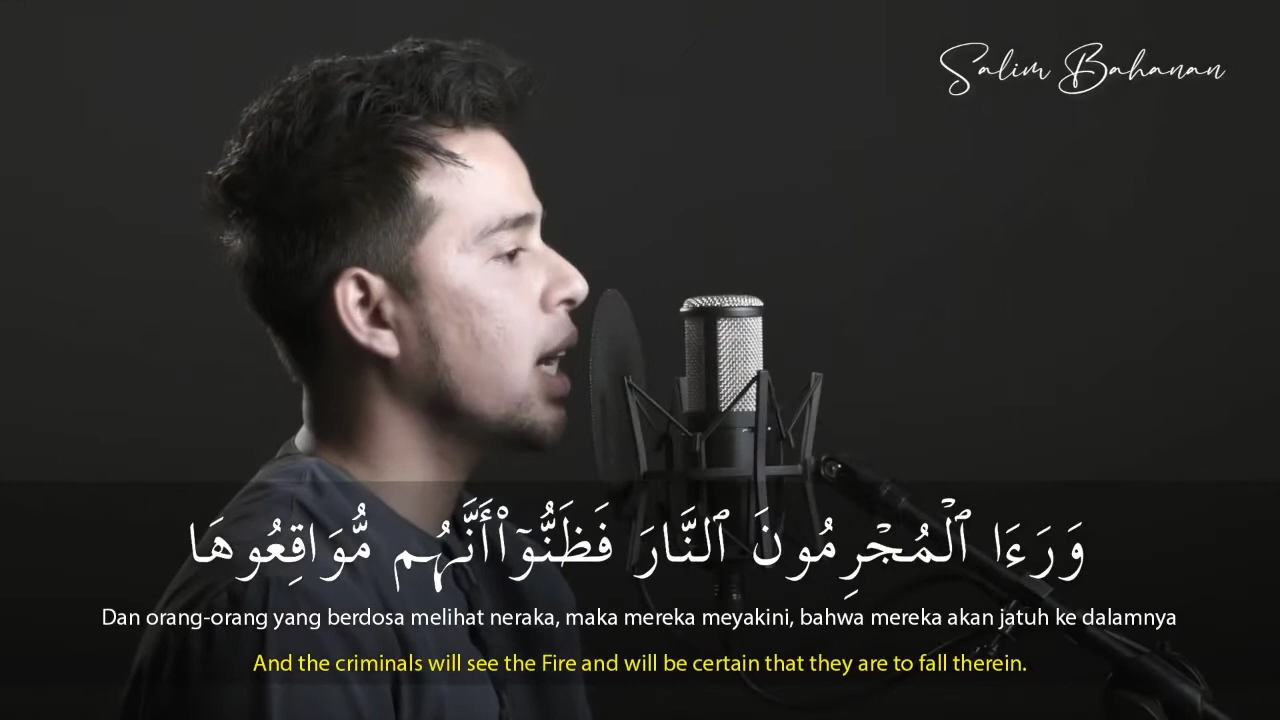 Salim Bahanan
وَرَءَا ٱلْمُجْرِمُونَ ٱلنَّارَ فَظَنُّوٓا۟ أَنَّهُم مُّوَاقِعُوهَا
Dan orang-orang yang berdosa melihat neraka, maka mereka meyakini, bahwa mereka akan jatuh ke dalamnya
And the criminals will see the Fire and will be certain that they are to fall therein.